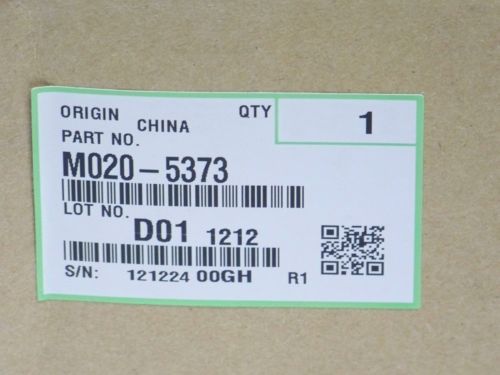 ORIGIN CHINA QTY 1
PART NO.
M020-5373
LOT NO.
D01 1212
S/N: 121224 00GH R1